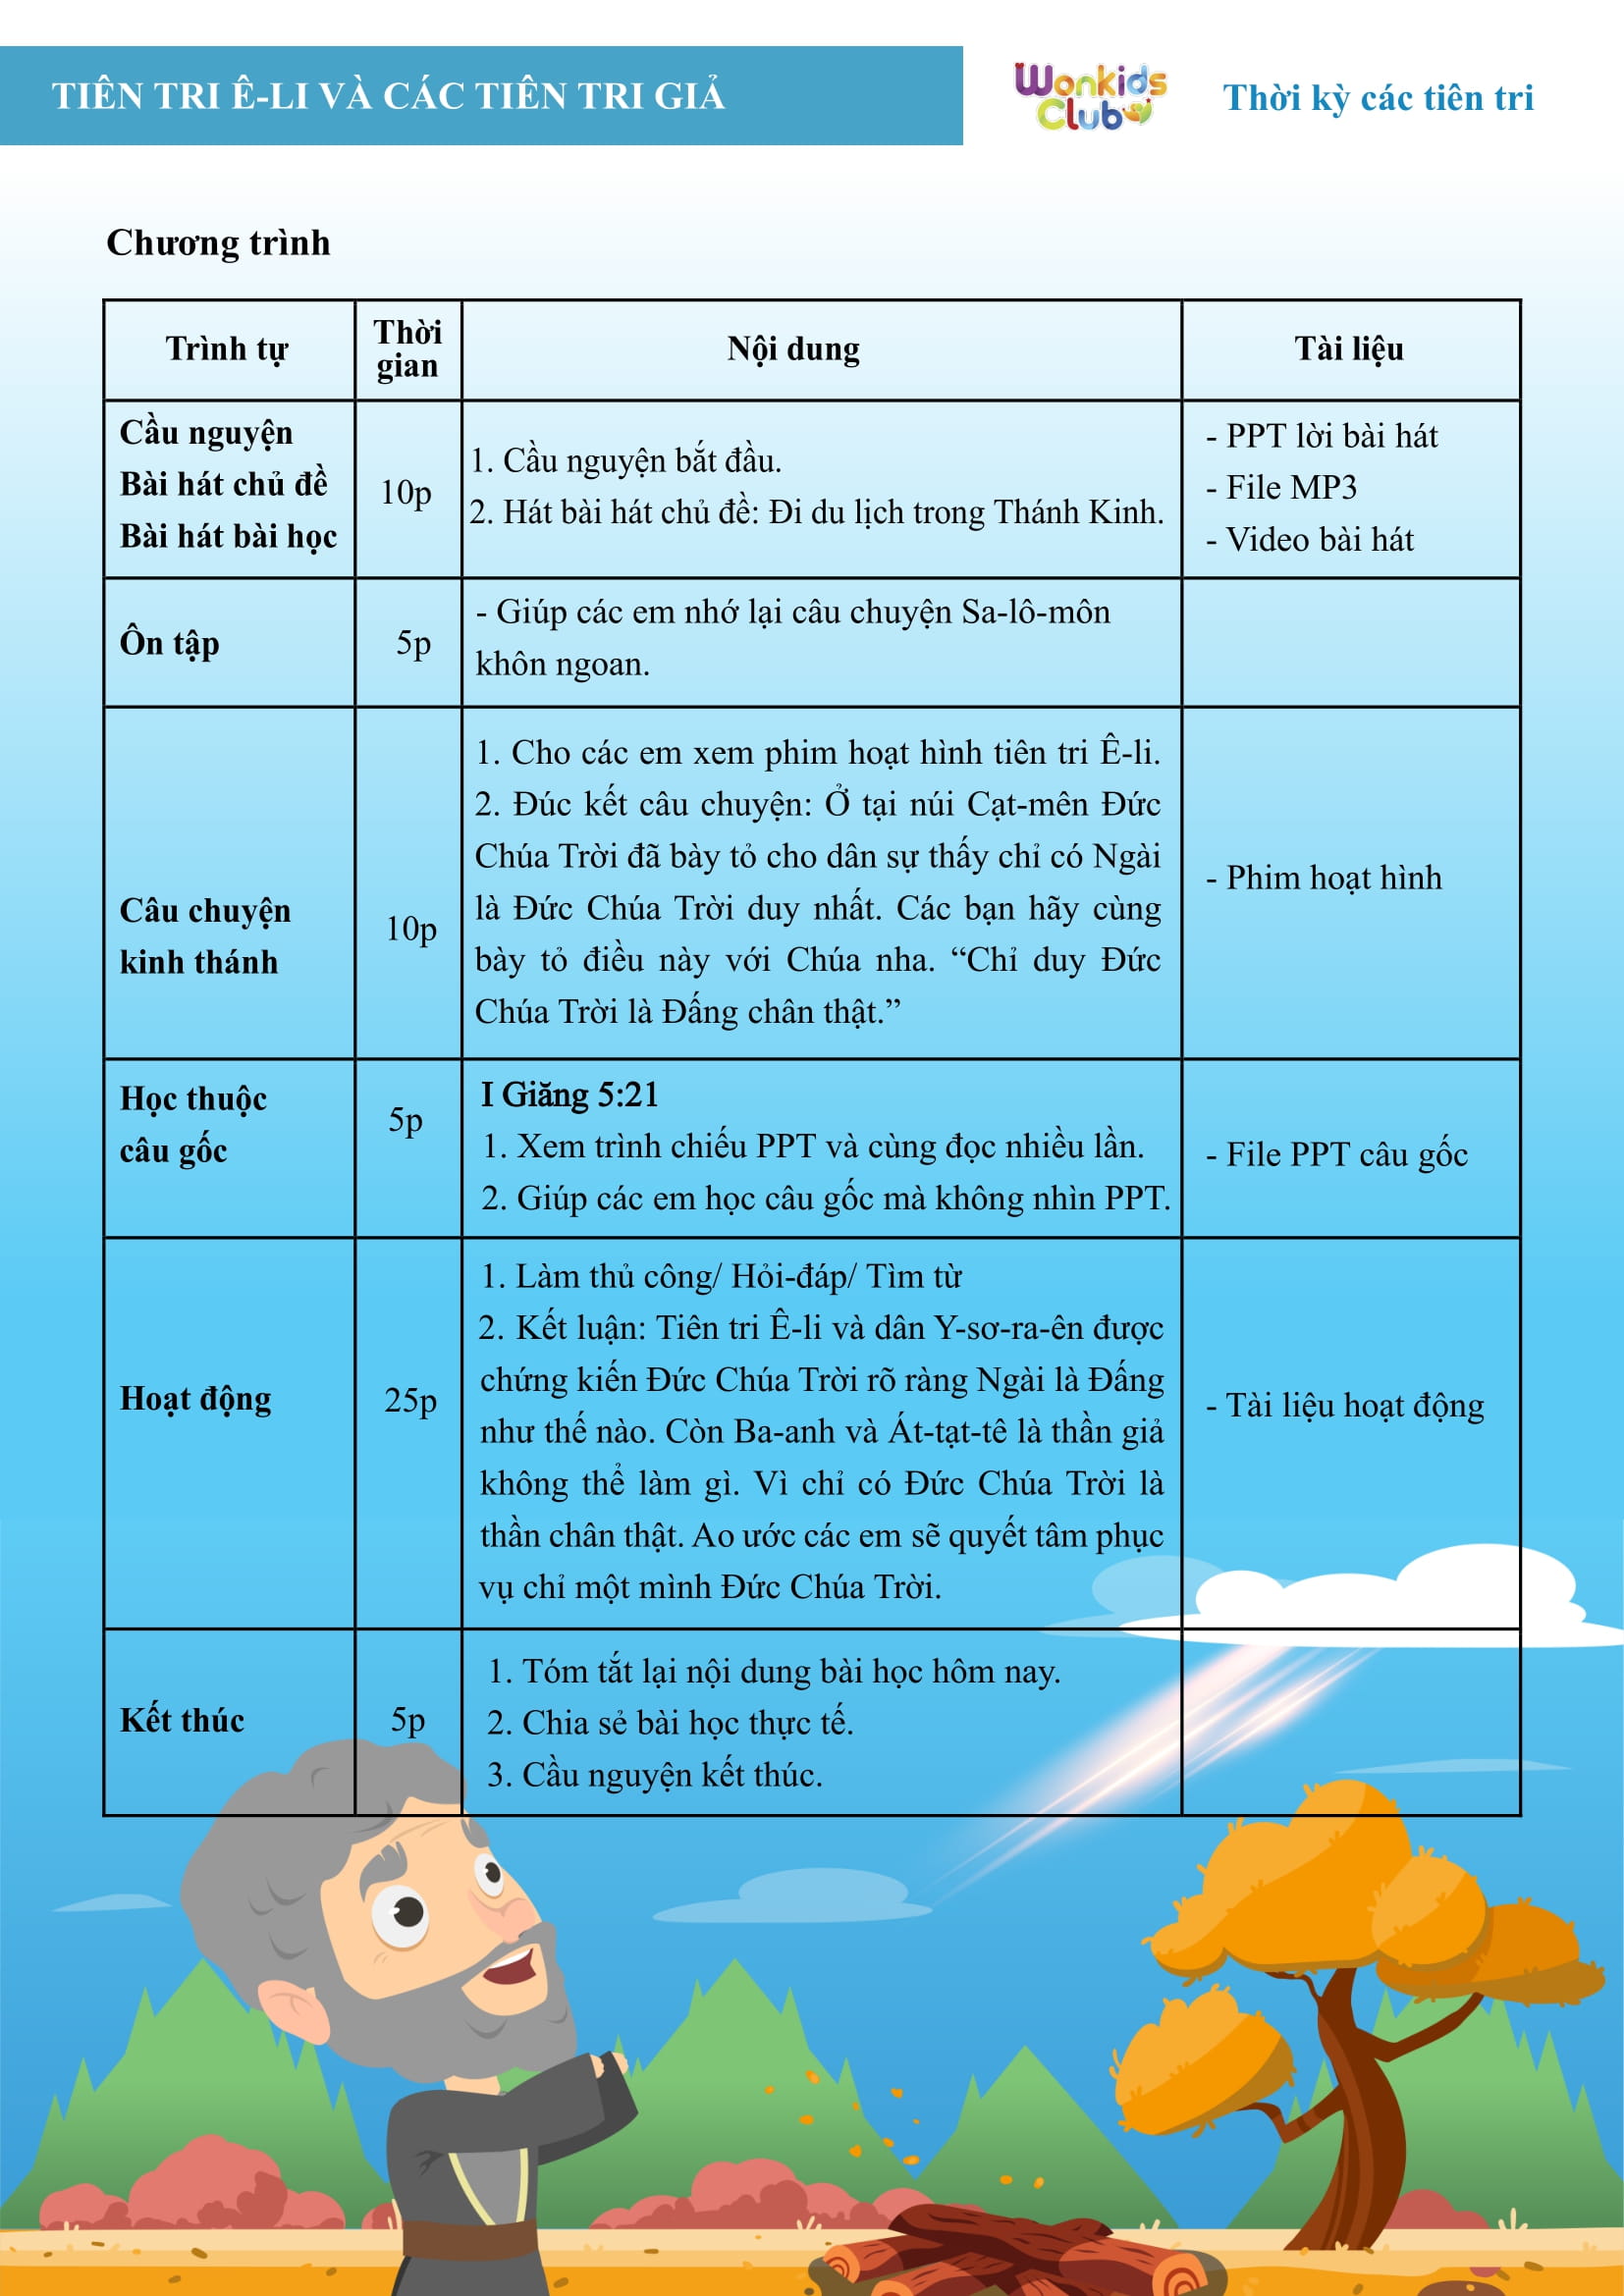 TIÊN TRI Ê-LI VÀ CÁC TIÊN TRI GIẢ
Wonkids
Club
Thời kỳ các tiên tri
Chương trình
Trình tự
Thời
gian
Nội dung
Tài liệu
Cầu nguyện
Bài hát chủ đề
Bài hát bài học
10p
1. Cầu nguyện bắt đầu.
2. Hát bài hát chủ đề: Đi du lịch trong Thánh Kinh.
- PPT lời bài hát
- File MP3
- Video bài hát
Ôn tập
5p
- Giúp các em nhớ lại câu chuyện Sa-lô-môn
khôn ngoan.
Câu chuyện
kinh thánh
10p
1. Cho các em xem phim hoạt hình tiên tri Ê-li.
2. Đúc kết câu chuyện: Ở tại núi Cạt-mên Đức
Chúa Trời đã bày tỏ cho dân sự thấy chỉ có Ngài
là Đức Chúa Trời duy nhất. Các bạn hãy cùng
bày tỏ điều này với Chúa nha. “Chỉ duy Đức
Chúa Trời là Đấng chân thật.”
- Phim hoạt hình
Học thuộc
câu gốc
5p
I Giăng 5:21
1. Xem trình chiếu PPT và cùng đọc nhiều lần.
2. Giúp các em học câu gốc mà không nhìn PPT.
- File PPT câu gốc
Hoạt động
25p
1. Làm thủ công/ Hỏi-đáp/ Tìm từ
2. Kết luận: Tiên tri Ê-li và dân Y-sơ-ra-ên được
chứng kiến Đức Chúa Trời rõ ràng Ngài là Đấng
như thế nào. Còn Ba-anh và Át-tạt-tê là thần giả
không thể làm gì. Vì chỉ có Đức Chúa Trời là
thần chân thật. Ao ước các em sẽ quyết tâm phục
vụ chỉ một mình Đức Chúa Trời.
- Tài liệu hoạt động
Kết thúc
5p
1. Tóm tắt lại nội dung bài học hôm nay.
2. Chia sẻ bài học thực tế.
3. Cầu nguyện kết thúc.